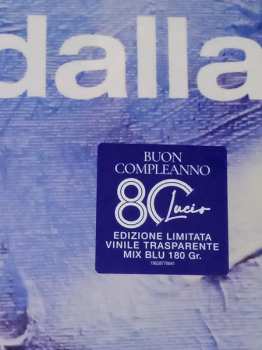 dalla
BUON
COMPLEANNO
80 Lucio
EDIZIONE LIMITATA
VINILE TRASPARENTE
MIX BLU 180 Gr.